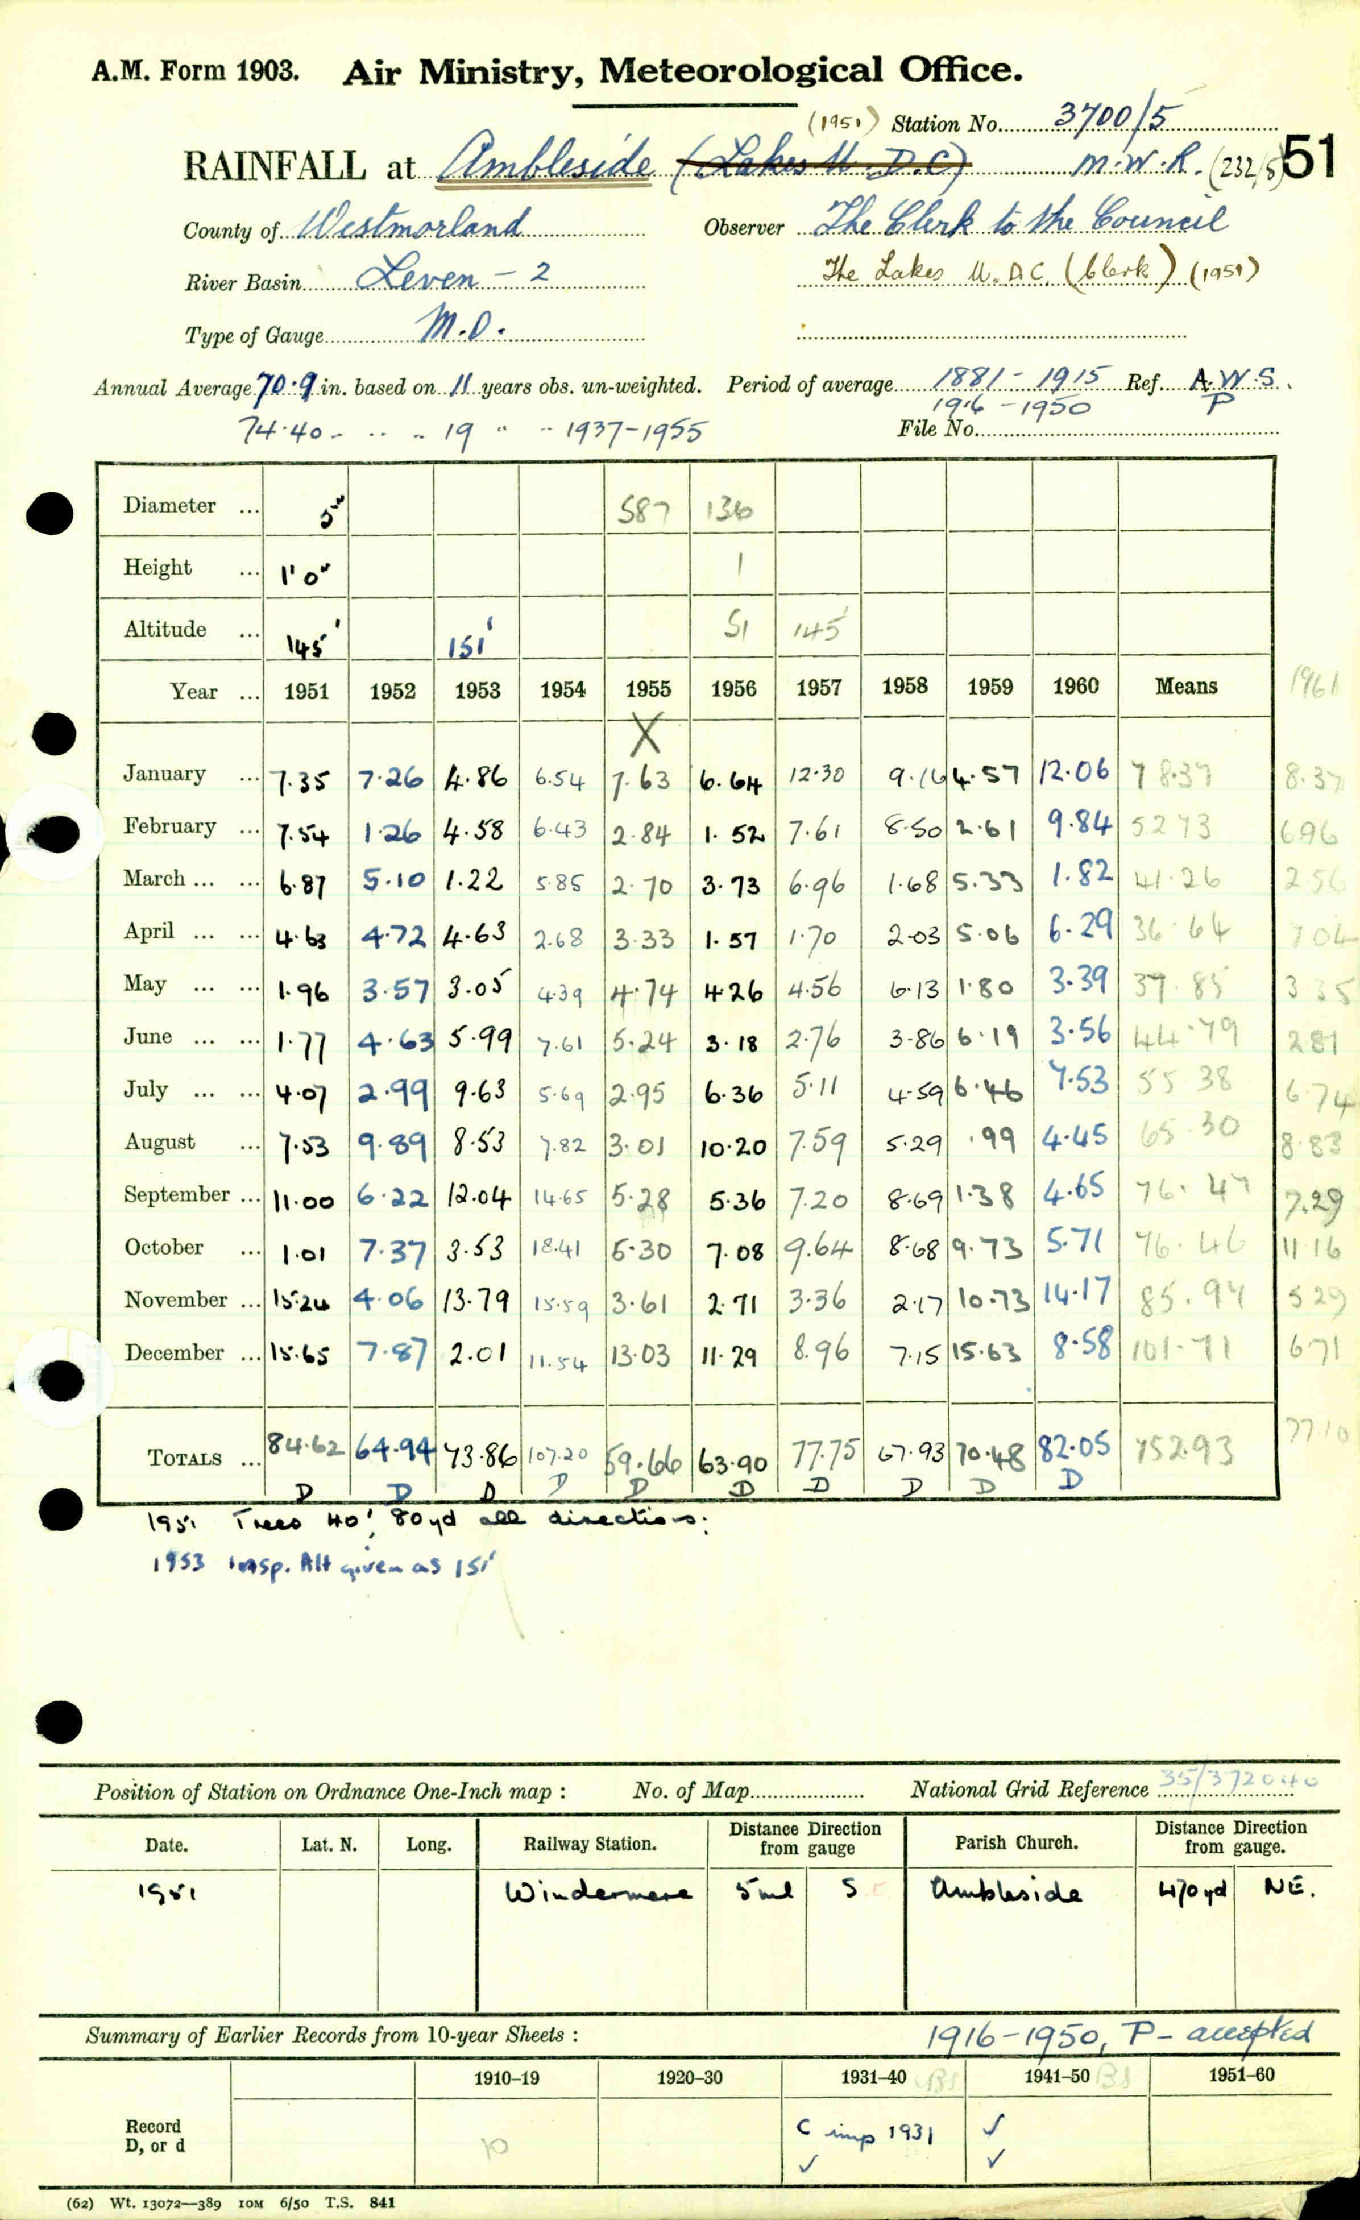 A.M. Form 1903. Air Ministry, Meteorological Office.
(1951) Station No. 3700/5
RAINFALL at Ambleside (Lakes U.D.C) M.W.R. (232/8) 51
County of Westmorland Observer The Clerk to the Council
River Basin Leven - 2 The Lakes U.D.C. (Clerk) (1951)
Type of Gauge M.O.
Annual Average 70.9 in. based on 11 years obs. un-weighted. Period of average 1881-1915 Ref. A.W.S.
1916-1950 P
74.40 " " " 19 " " 1937-1955 File No.
Diameter ... 5" 587 136
Height ... 1'0" 1
Altitude ... 145' 151' 51 145'
Year ... 1951 1952 1953 1954 1955 1956 1957 1958 1959 1960 Means 1961
X
January ... 7.35 7.26 4.86 6.54 7.63 6.64 12.30 9.16 4.57 12.06 78.37 8.37
February ... 7.54 1.26 4.58 6.43 2.84 1.52 7.61 8.50 2.61 9.84 52.73 6.96
March ... ... 6.87 5.10 1.22 5.85 2.70 3.73 6.96 1.68 5.33 1.82 41.26 2.56
April ... ... 4.63 4.72 4.63 2.68 3.33 1.57 1.70 2.03 5.06 6.29 36.64 7.04
May ... ... 1.96 3.57 3.05 4.39 4.74 4.26 4.56 6.13 1.80 3.39 37.85 3.35
June ... ... 1.77 4.63 5.99 7.61 5.24 3.18 2.76 3.86 6.19 3.56 44.79 2.81
July ... ... 4.07 2.99 9.63 5.69 2.95 6.36 5.11 4.59 6.46 7.53 55.38 6.74
August ... 7.53 9.89 8.53 7.82 3.01 10.20 7.59 5.29 .99 4.45 65.30 8.83
September ... 11.00 6.22 12.04 14.65 5.28 5.36 7.20 8.69 1.38 4.65 76.47 7.29
October ... 1.01 7.37 3.53 18.41 5.30 7.08 9.64 8.68 9.73 5.71 76.46 11.16
November ... 15.24 4.06 13.79 15.59 3.61 2.71 3.36 2.17 10.73 14.17 85.94 5.29
December ... 15.65 7.87 2.01 11.54 13.03 11.29 8.96 7.15 15.63 8.58 101.71 6.71
TOTALS ... 84.62 64.94 73.86 107.20 59.66 63.90 77.75 67.93 70.48 82.05 752.93 77.10
D D D D D D D D D D
1951 Trees 40', 80yd all directions.
1953 insp. Alt given as 151'
Position of Station on Ordnance One-Inch map : No. of Map National Grid Reference 35/372040
Date. Lat. N. Long. Railway Station. Distance from Direction gauge Parish Church. Distance from Direction gauge.
1951 Windermere 5ml SE Ambleside 470yd NE.
Summary of Earlier Records from 10-year Sheets : 1916-1950, P - accepted
1910–19 1920–30 1931–40 1941–50 BS 1951–60
Record C imp 1931 ✓
D, or d 10 ✓ ✓
(62) Wt. 13072—389 10M 6/50 T.S. 841